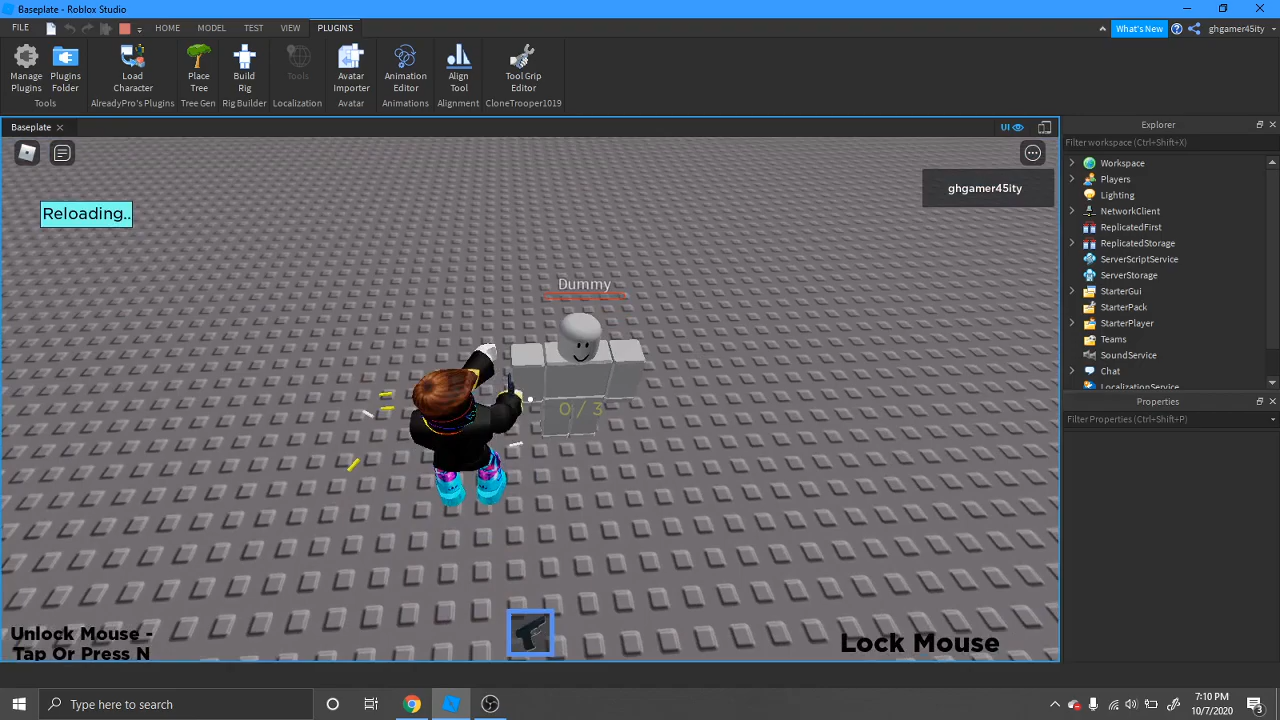 Baseplate - Roblox Studio
FILE HOME MODEL TEST VIEW PLUGINS What's New ghgamer45ity
Manage Plugins
Plugins Folder
Load Character
Place Tree
Build Rig
Tools
Avatar Importer
Animation Editor
Align Tool
Tool Grip Editor
Tools AlreadyPro's Plugins Tree Gen Rig Builder Localization Avatar Animations Alignment CloneTrooper1019
Baseplate
UI
Explorer
Filter workspace (Ctrl+Shift+X)
Workspace
Players
Lighting
NetworkClient
ReplicatedFirst
ReplicatedStorage
ServerScriptService
ServerStorage
StarterGui
StarterPack
StarterPlayer
Teams
SoundService
Chat
LocalizationService
Properties
Filter Properties (Ctrl+Shift+P)
ghgamer45ity
Reloading..
Dummy
0 / 3
Unlock Mouse -
Tap Or Press N
Lock Mouse
Type here to search
7:10 PM
10/7/2020
3